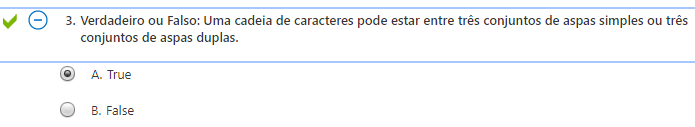 3. Verdadeiro ou Falso: Uma cadeia de caracteres pode estar entre três conjuntos de aspas simples ou três
conjuntos de aspas duplas.
A. True
B. False